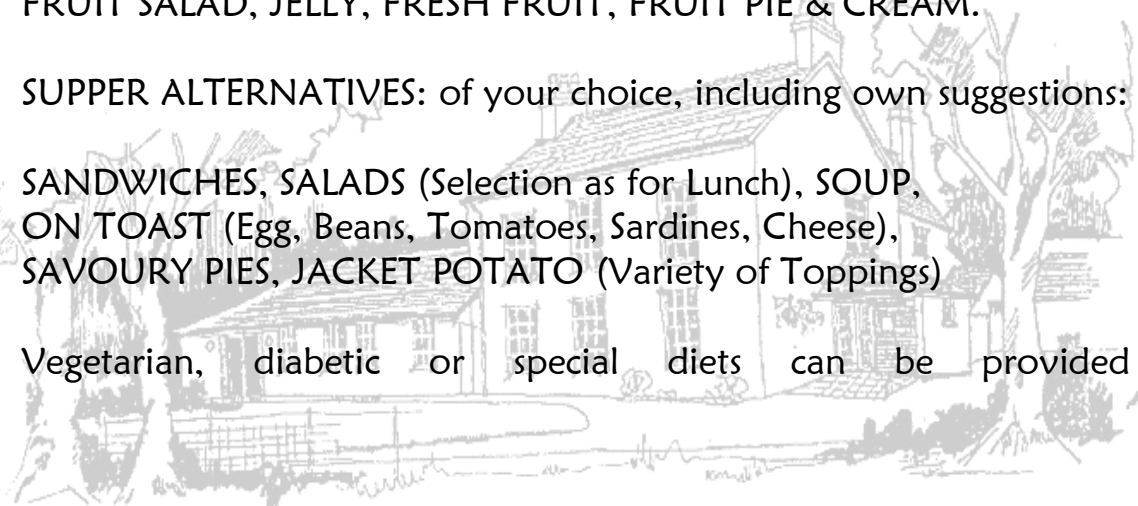 FRUIT SALAD, JELLY, FRESH FRUIT, FRUIT PIE & CREAM.
SUPPER ALTERNATIVES: of your choice, including own suggestions:
SANDWICHES, SALADS (Selection as for Lunch), SOUP,
ON TOAST (Egg, Beans, Tomatoes, Sardines, Cheese),
SAVOURY PIES, JACKET POTATO (Variety of Toppings)
Vegetarian, diabetic or special diets can be provided